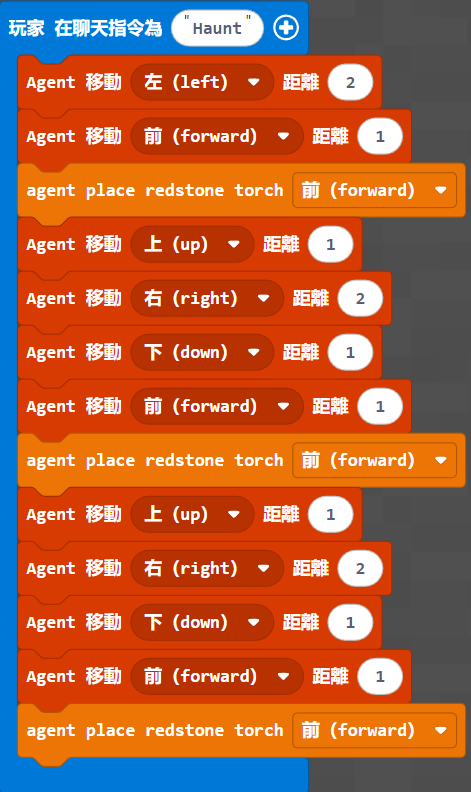 玩家 在聊天指令為 "Haunt"
Agent 移動 左 (left) 距離 2
Agent 移動 前 (forward) 距離 1
agent place redstone torch 前 (forward)
Agent 移動 上 (up) 距離 1
Agent 移動 右 (right) 距離 2
Agent 移動 下 (down) 距離 1
Agent 移動 前 (forward) 距離 1
agent place redstone torch 前 (forward)
Agent 移動 上 (up) 距離 1
Agent 移動 右 (right) 距離 2
Agent 移動 下 (down) 距離 1
Agent 移動 前 (forward) 距離 1
agent place redstone torch 前 (forward)